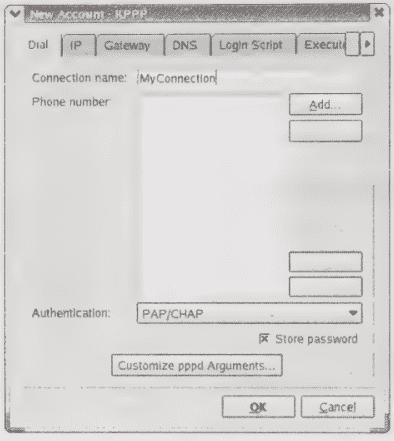 New Account - KPPP
Dial IP Gateway DNS Login Script Execute
Connection name: MyConnection
Phone number
Add...
Authentication: PAP/CHAP
Store password
Customize pppd Arguments...
OK Cancel